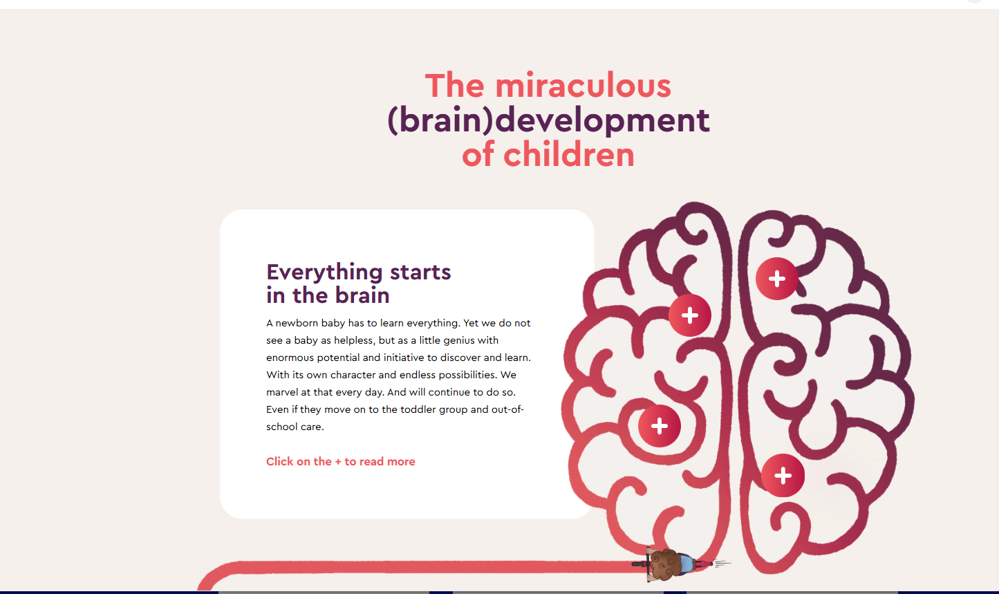 The miraculous
(brain)development
of children
Everything starts
in the brain
A newborn baby has to learn everything. Yet we do not
see a baby as helpless, but as a little genius with
enormous potential and initiative to discover and learn.
With its own character and endless possibilities. We
marvel at that every day. And will continue to do so.
Even if they move on to the toddler group and out-of-
school care.
Click on the + to read more